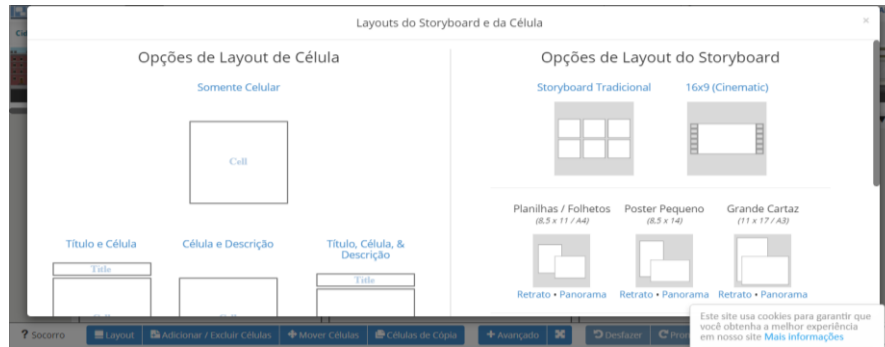 Layouts do Storyboard e da Célula
×
Opções de Layout de Célula
Somente Celular
Cell
Título e Célula
Célula e Descrição
Título, Célula, &
Descrição
Title
Title
Opções de Layout do Storyboard
Storyboard Tradicional
16x9 (Cinematic)
Planilhas / Folhetos
(8,5 x 11 / A4)
Poster Pequeno
(8,5 x 14)
Grande Cartaz
(11 x 17 / A3)
Retrato • Panorama
Retrato • Panorama
Retrato • Panorama
? Socorro
Layout
Adicionar / Excluir Células
Mover Células
Células de Cópia
+ Avançado
Desfazer
Este site usa cookies para garantir que
você obtenha a melhor experiência
em nosso site Mais informações